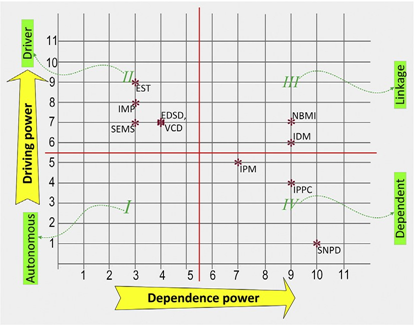 Driver
Driving power
Autonomous
Linkage
Dependent
11
10
9
8
7
6
5
4
3
2
1
II
III
I
IV
EST
IMP
SEMS
EDSD,
VCD
NBMI
IDM
IPM
IPPC
SNPD
1 2 3 4 5 6 7 8 9 10 11
Dependence power